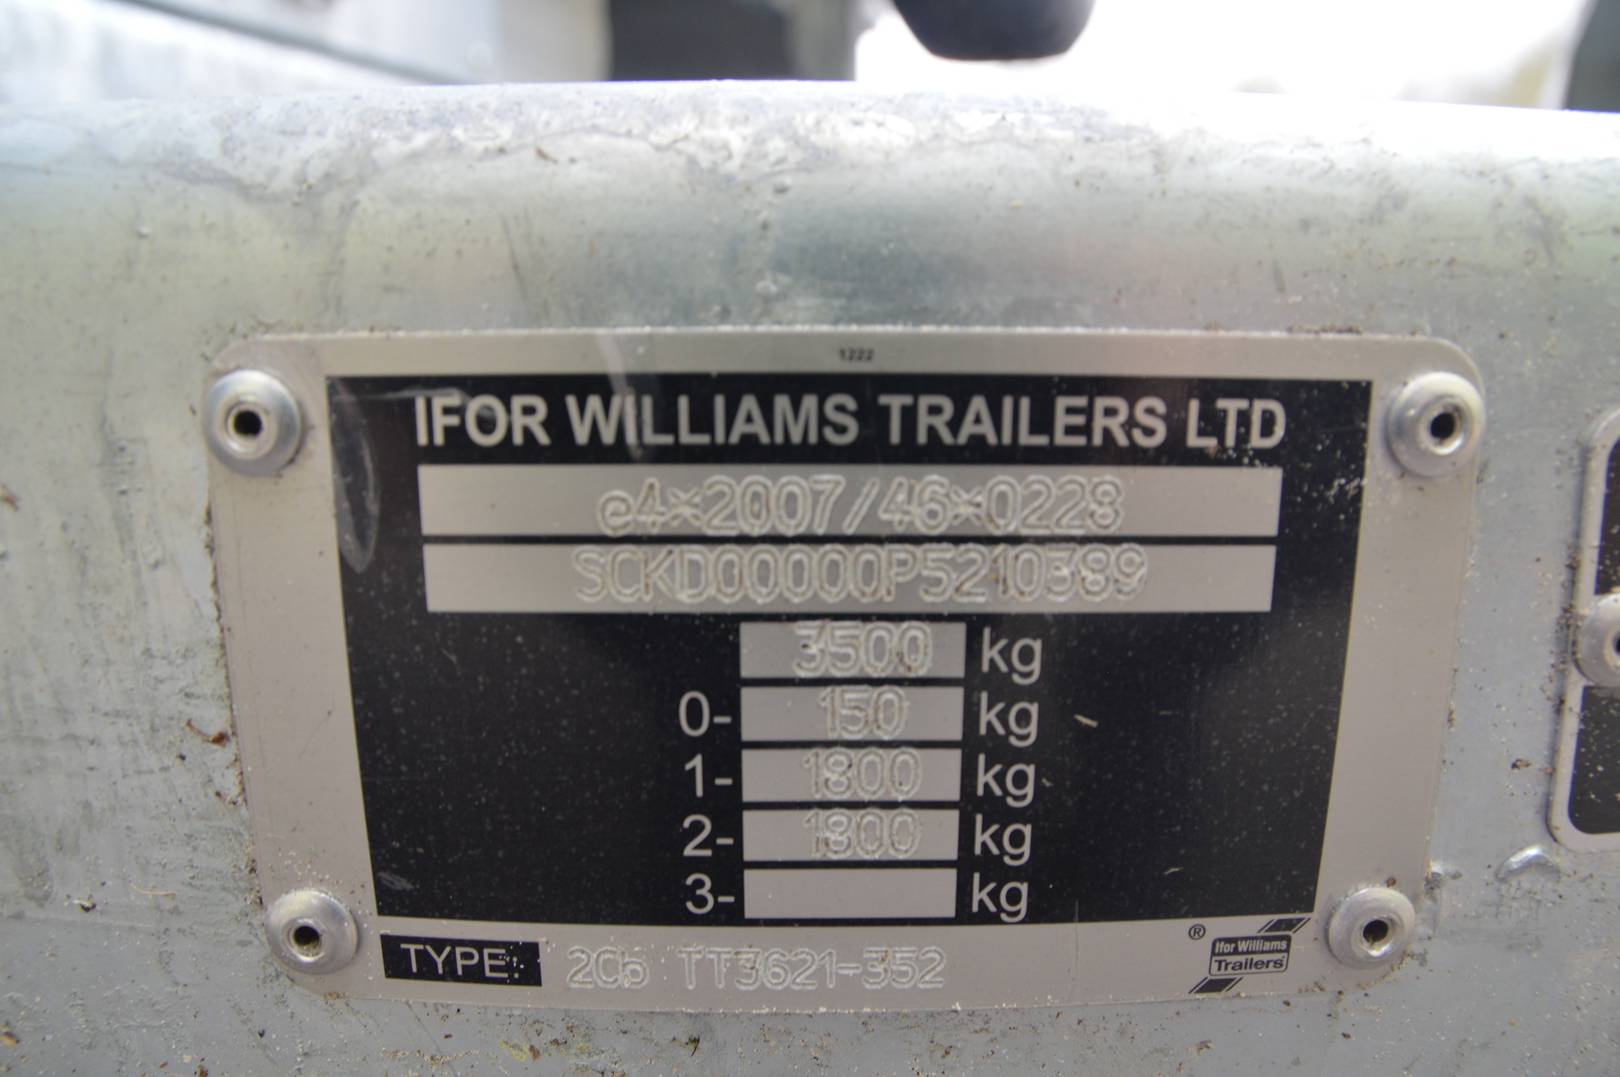 1222
IFOR WILLIAMS TRAILERS LTD
e4*2007/46*0228
SCKD00000P5210389
3500 kg
0- 150 kg
1- 1800 kg
2- 1800 kg
3- kg
TYPE: 2Cb TT3621-352
®
Ifor Williams
Trailers